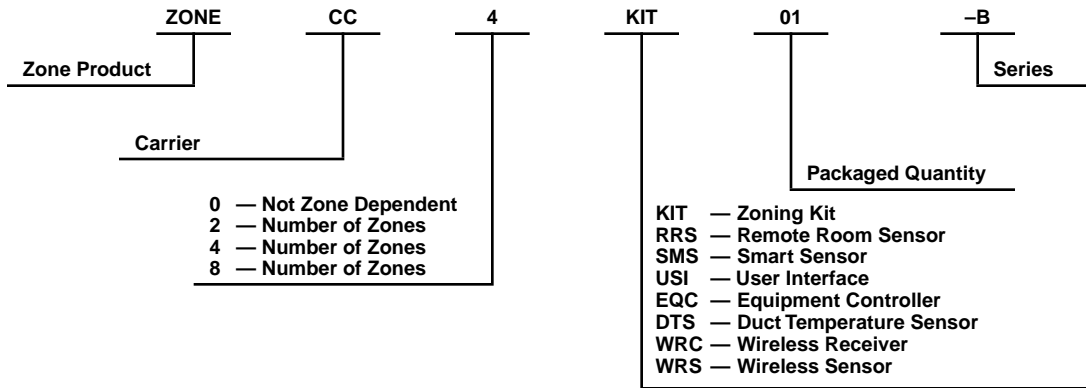 ZONE CC 4 KIT 01 –B
Zone Product
Series
Carrier
Packaged Quantity
0 — Not Zone Dependent
2 — Number of Zones
4 — Number of Zones
8 — Number of Zones
KIT — Zoning Kit
RRS — Remote Room Sensor
SMS — Smart Sensor
USI — User Interface
EQC — Equipment Controller
DTS — Duct Temperature Sensor
WRC — Wireless Receiver
WRS — Wireless Sensor